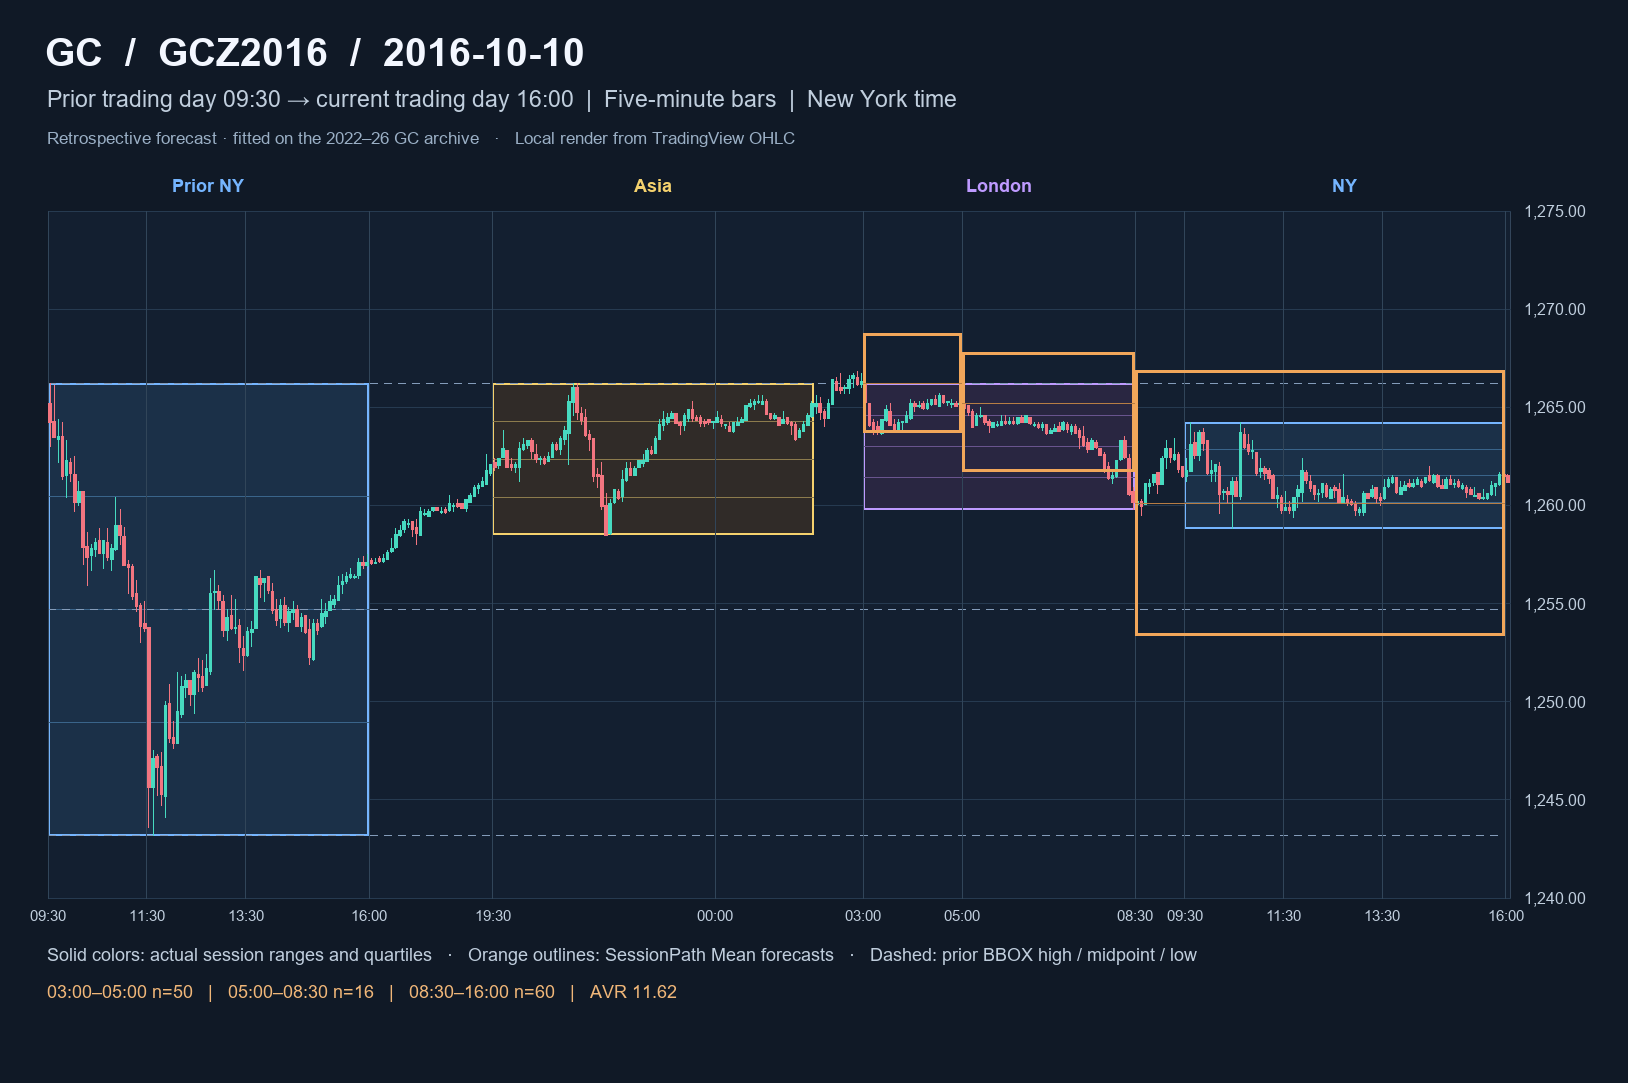 GC / GCZ2016 / 2016-10-10
Prior trading day 09:30 → current trading day 16:00 | Five-minute bars | New York time
Retrospective forecast · fitted on the 2022–26 GC archive · Local render from TradingView OHLC
Prior NY Asia London NY
1,275.00
1,270.00
1,265.00
1,260.00
1,255.00
1,250.00
1,245.00
1,240.00
09:30 11:30 13:30 16:00 19:30 00:00 03:00 05:00 08:30 09:30 11:30 13:30 16:00
Solid colors: actual session ranges and quartiles · Orange outlines: SessionPath Mean forecasts · Dashed: prior BBOX high / midpoint / low
03:00–05:00 n=50 | 05:00–08:30 n=16 | 08:30–16:00 n=60 | AVR 11.62